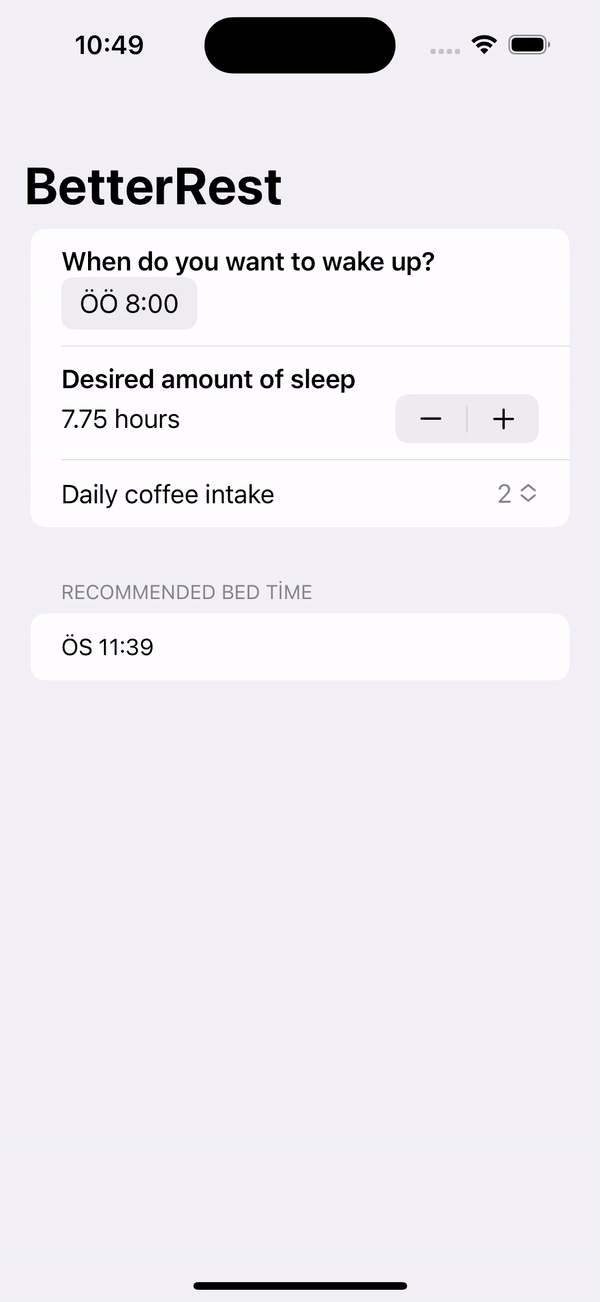 10:49
BetterRest
When do you want to wake up?
ÖÖ 8:00
Desired amount of sleep
7.75 hours
Daily coffee intake
2
RECOMMENDED BED TİME
ÖS 11:39